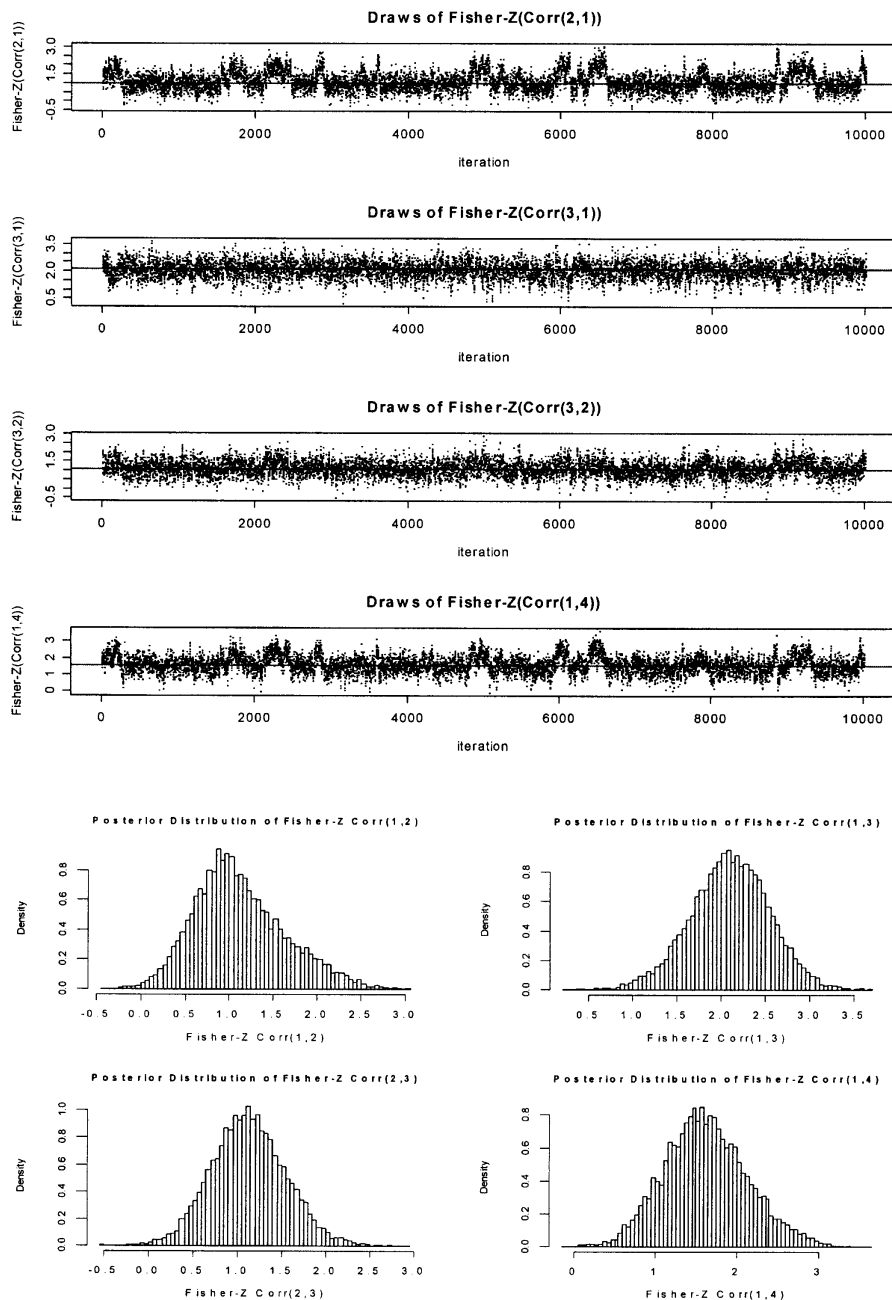 Draws of Fisher-Z(Corr(2,1))
Fisher-Z(Corr(2,1))
3.0
1.5
-0.5
0 2000 4000 6000 8000 10000
iteration
Draws of Fisher-Z(Corr(3,1))
Fisher-Z(Corr(3,1))
3.5
2.0
0.5
0 2000 4000 6000 8000 10000
iteration
Draws of Fisher-Z(Corr(3,2))
Fisher-Z(Corr(3,2))
3.0
1.5
-0.5
0 2000 4000 6000 8000 10000
iteration
Draws of Fisher-Z(Corr(1,4))
Fisher-Z(Corr(1,4))
3
2
1
0
0 2000 4000 6000 8000 10000
iteration
Posterior Distribution of Fisher-Z Corr(1,2)
Density
0.8
0.6
0.4
0.2
0.0
-0.5 0.0 0.5 1.0 1.5 2.0 2.5 3.0
Fisher-Z Corr(1,2)
Posterior Distribution of Fisher-Z Corr(1,3)
Density
0.8
0.6
0.4
0.2
0.0
0.5 1.0 1.5 2.0 2.5 3.0 3.5
Fisher-Z Corr(1,3)
Posterior Distribution of Fisher-Z Corr(2,3)
Density
1.0
0.8
0.6
0.4
0.2
0.0
-0.5 0.0 0.5 1.0 1.5 2.0 2.5 3.0
Fisher-Z Corr(2,3)
Posterior Distribution of Fisher-Z Corr(1,4)
Density
0.8
0.6
0.4
0.2
0.0
0 1 2 3
Fisher-Z Corr(1,4)